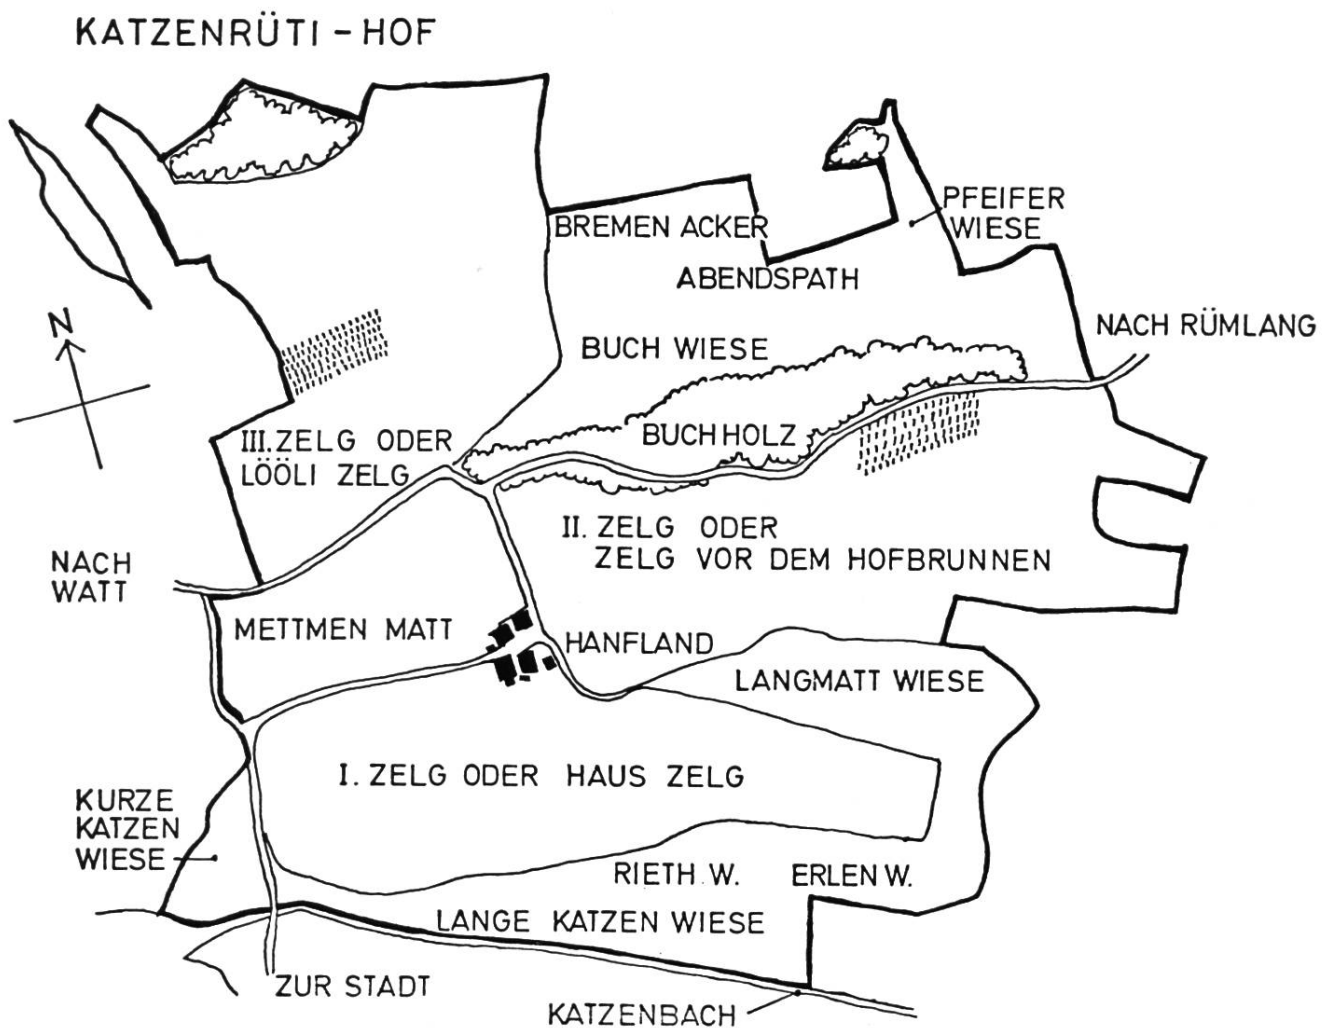 KATZENRÜTI - HOF
PFEIFER
WIESE
BREMEN ACKER
ABENDSPATH
N
NACH RÜMLANG
BUCH WIESE
BUCH HOLZ
III. ZELG ODER
LÖÖLI ZELG
II. ZELG ODER
ZELG VOR DEM HOFBRUNNEN
NACH
WATT
METTMEN MATT
HANFLAND
LANGMATT WIESE
I. ZELG ODER HAUS ZELG
KURZE
KATZEN
WIESE
RIETH W.
ERLEN W.
LANGE KATZEN WIESE
ZUR STADT
KATZENBACH